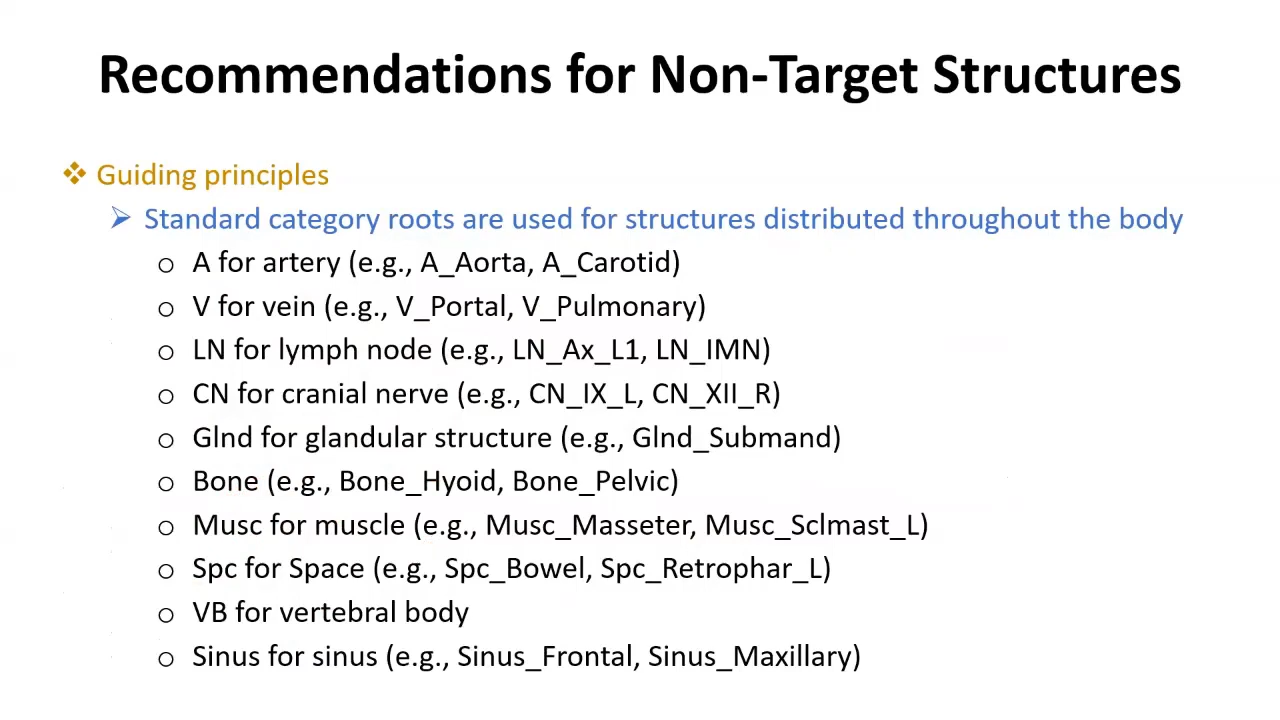 Recommendations for Non-Target Structures
❖ Guiding principles
➢ Standard category roots are used for structures distributed throughout the body
o A for artery (e.g., A_Aorta, A_Carotid)
o V for vein (e.g., V_Portal, V_Pulmonary)
o LN for lymph node (e.g., LN_Ax_L1, LN_IMN)
o CN for cranial nerve (e.g., CN_IX_L, CN_XII_R)
o Glnd for glandular structure (e.g., Glnd_Submand)
o Bone (e.g., Bone_Hyoid, Bone_Pelvic)
o Musc for muscle (e.g., Musc_Masseter, Musc_Sclmast_L)
o Spc for Space (e.g., Spc_Bowel, Spc_Retrophar_L)
o VB for vertebral body
o Sinus for sinus (e.g., Sinus_Frontal, Sinus_Maxillary)